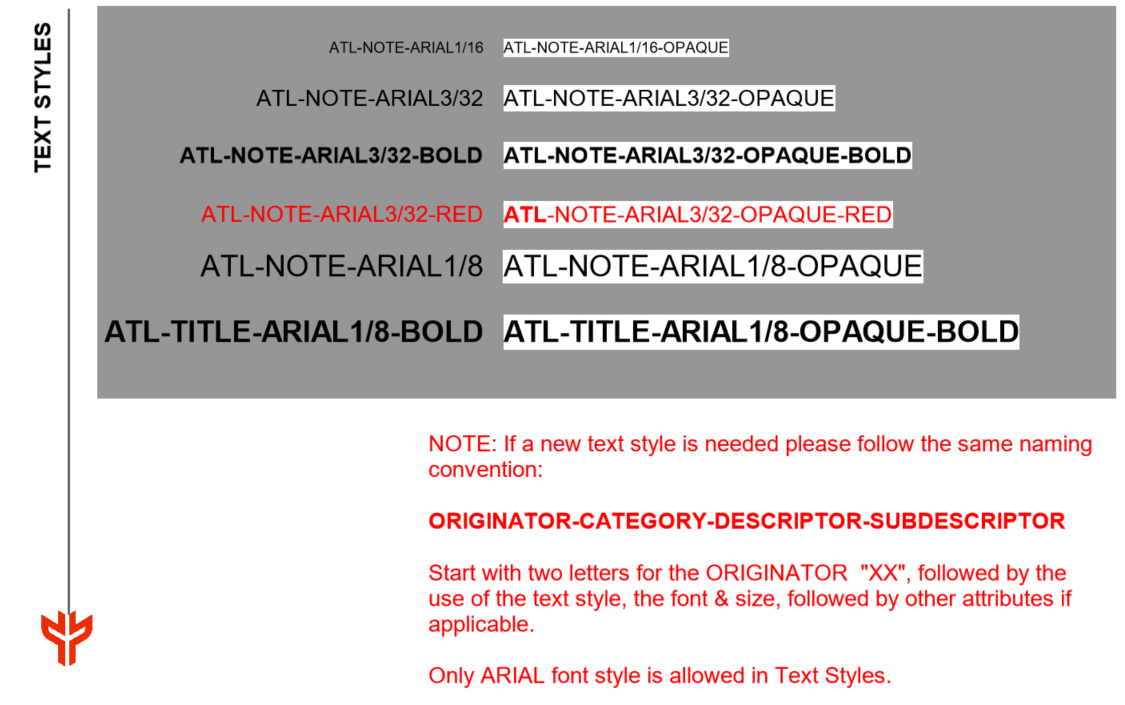 TEXT STYLES
ATL-NOTE-ARIAL1/16 ATL-NOTE-ARIAL1/16-OPAQUE
ATL-NOTE-ARIAL3/32 ATL-NOTE-ARIAL3/32-OPAQUE
ATL-NOTE-ARIAL3/32-BOLD ATL-NOTE-ARIAL3/32-OPAQUE-BOLD
ATL-NOTE-ARIAL3/32-RED ATL-NOTE-ARIAL3/32-OPAQUE-RED
ATL-NOTE-ARIAL1/8 ATL-NOTE-ARIAL1/8-OPAQUE
ATL-TITLE-ARIAL1/8-BOLD ATL-TITLE-ARIAL1/8-OPAQUE-BOLD
NOTE: If a new text style is needed please follow the same naming
convention:
ORIGINATOR-CATEGORY-DESCRIPTOR-SUBDESCRIPTOR
Start with two letters for the ORIGINATOR "XX", followed by the
use of the text style, the font & size, followed by other attributes if
applicable.
Only ARIAL font style is allowed in Text Styles.